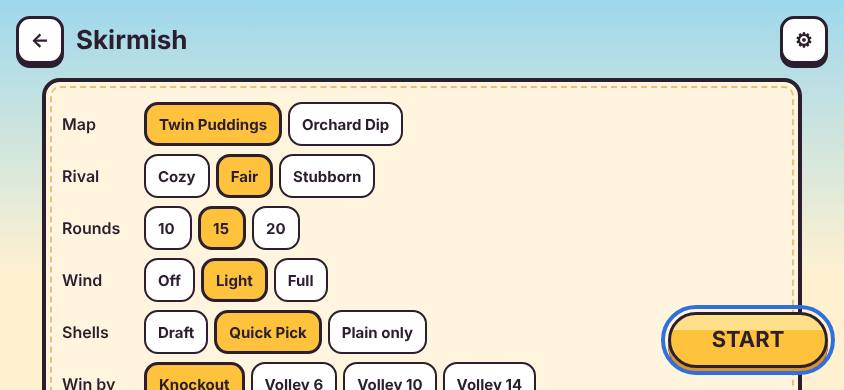 ← Skirmish ⚙
Map Twin Puddings Orchard Dip
Rival Cozy Fair Stubborn
Rounds 10 15 20
Wind Off Light Full
Shells Draft Quick Pick Plain only
START
Win by Knockout Volley 6 Volley 10 Volley 14